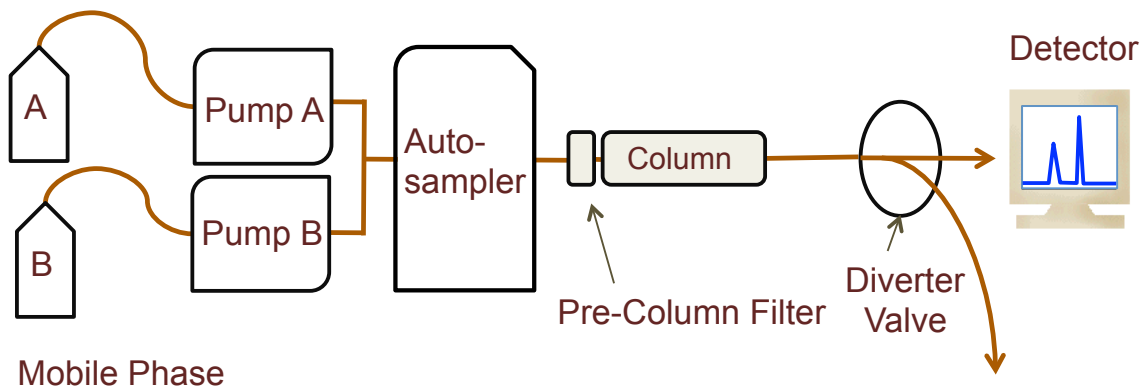 Detector
A
Pump A
Auto-
sampler
Column
B
Pump B
Diverter
Valve
Pre-Column Filter
Mobile Phase